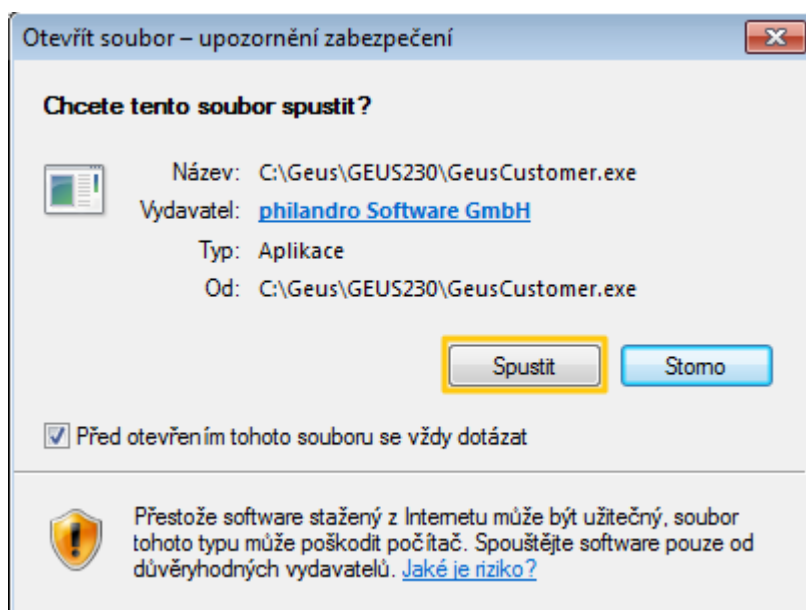 Otevřít soubor – upozornění zabezpečení
Chcete tento soubor spustit?
Název: C:\Geus\GEUS230\GeusCustomer.exe
Vydavatel: philandro Software GmbH
Typ: Aplikace
Od: C:\Geus\GEUS230\GeusCustomer.exe
Spustit Storno
Před otevřením tohoto souboru se vždy dotázat
Přestože software stažený z Internetu může být užitečný, soubor
tohoto typu může poškodit počítač. Spouštějte software pouze od
důvěryhodných vydavatelů. Jaké je riziko?